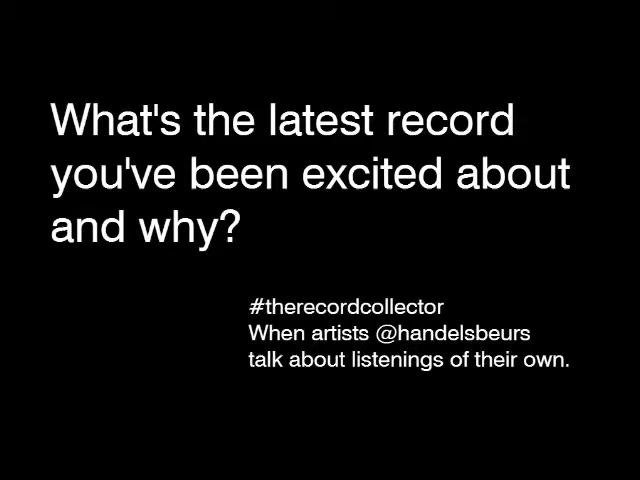 What's the latest record
you've been excited about
and why?
#therecordcollector
When artists @handelsbeurs
talk about listenings of their own.